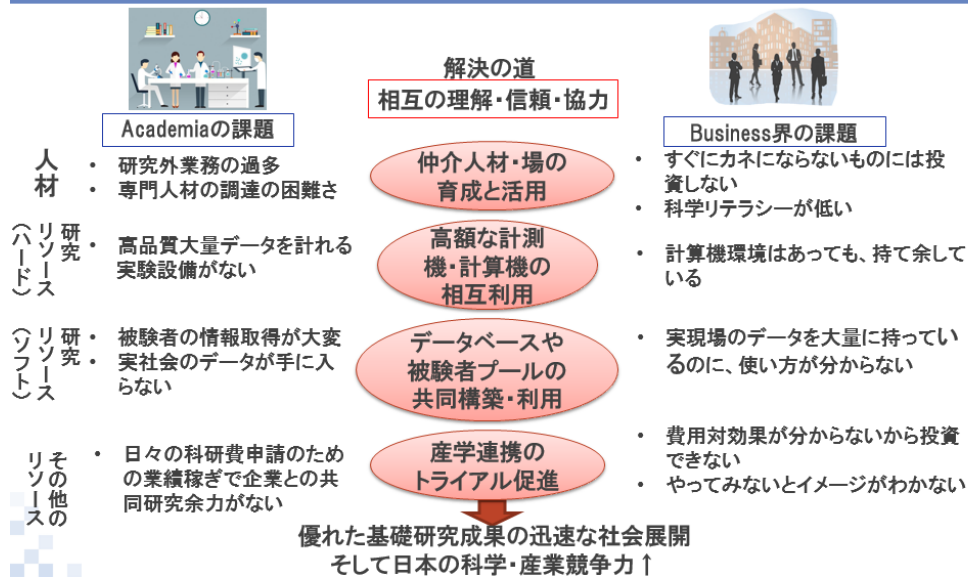 解決の道
相互の理解・信頼・協力
Academiaの課題
Business界の課題
人材
・ 研究外業務の過多
・ 専門人材の調達の困難さ
仲介人材・場の
育成と活用
・ すぐにカネにならないものには投
資しない
・ 科学リテラシーが低い
研究
リソース
（ハード）
・ 高品質大量データを計れる
実験設備がない
高額な計測
機・計算機の
相互利用
・ 計算機環境はあっても、持て余して
いる
研究
リソース
（ソフト）
・ 被験者の情報取得が大変
・ 実社会のデータが手に入
らない
データベースや
被験者プールの
共同構築・利用
・ 実現場のデータを大量に持ってい
るのに、使い方が分からない
その他の
リソース
・ 日々の科研費申請のため
の業績稼ぎで企業との共
同研究余力がない
産学連携の
トライアル促進
・ 費用対効果が分からないから投資
できない
・ やってみないとイメージがわかない
優れた基礎研究成果の迅速な社会展開
そして日本の科学・産業競争力↑